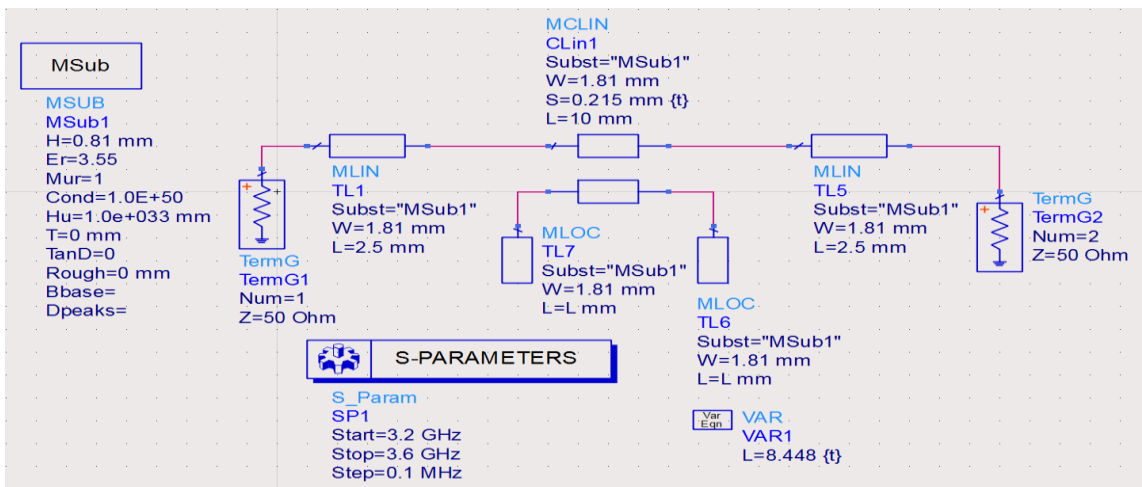 MSub
MSUB
MSub1
H=0.81 mm
Er=3.55
Mur=1
Cond=1.0E+50
Hu=1.0e+033 mm
T=0 mm
TanD=0
Rough=0 mm
Bbase=
Dpeaks=
TermG
TermG1
Num=1
Z=50 Ohm
MLIN
TL1
Subst="MSub1"
W=1.81 mm
L=2.5 mm
MCLIN
CLin1
Subst="MSub1"
W=1.81 mm
S=0.215 mm {t}
L=10 mm
MLOC
TL7
Subst="MSub1"
W=1.81 mm
L=L mm
MLOC
TL6
Subst="MSub1"
W=1.81 mm
L=L mm
MLIN
TL5
Subst="MSub1"
W=1.81 mm
L=2.5 mm
TermG
TermG2
Num=2
Z=50 Ohm
S-PARAMETERS
S_Param
SP1
Start=3.2 GHz
Stop=3.6 GHz
Step=0.1 MHz
Var
Eqn
VAR
VAR1
L=8.448 {t}